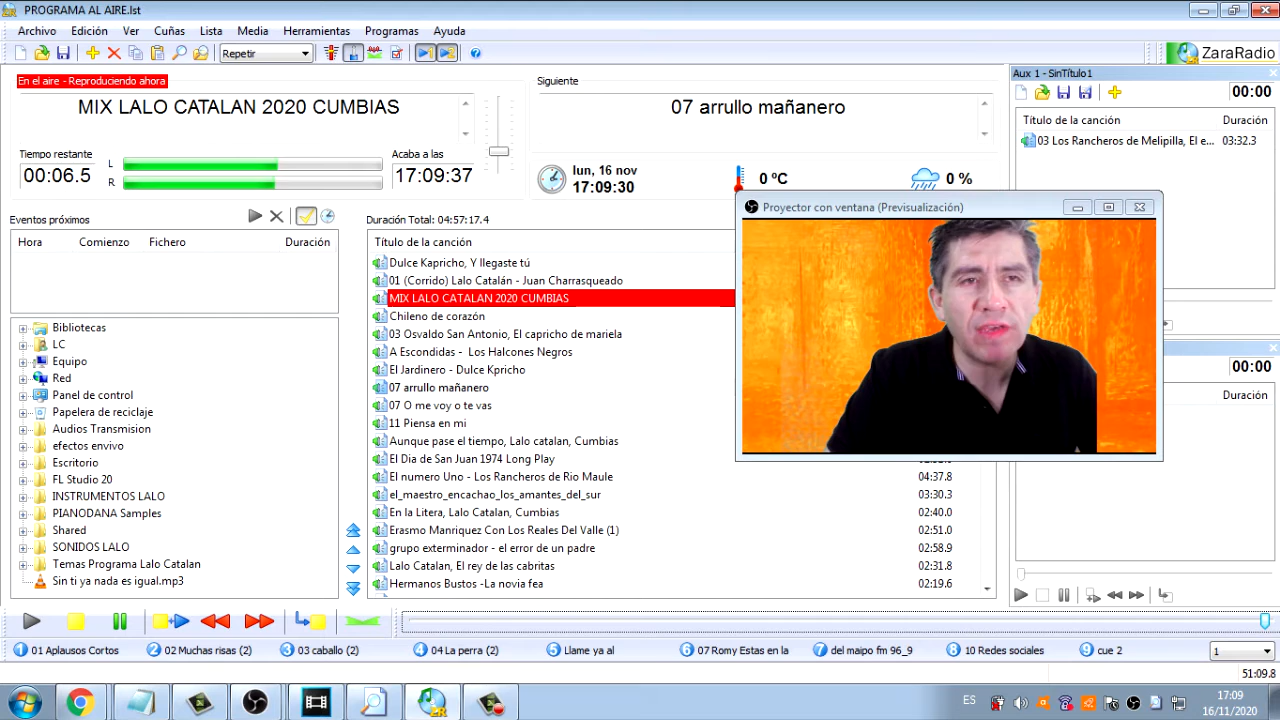 PROGRAMA AL AIRE.lst
Archivo Edición Ver Cuñas Lista Media Herramientas Programas Ayuda
Repetir
ZaraRadio
En el aire - Reproduciendo ahora
MIX LALO CATALAN 2020 CUMBIAS
Siguiente
07 arrullo mañanero
Tiempo restante
00:06.5
L
R
Acaba a las
17:09:37
lun, 16 nov
17:09:30
0 ºC
0 %
Aux 1 - SinTítulo1
00:00
Título de la canción Duración
03 Los Rancheros de Melipilla, El e... 03:32.3
Eventos próximos
Hora Comienzo Fichero Duración
Duración Total: 04:57:17.4
Título de la canción
Dulce Kapricho, Y llegaste tú
01 (Corrido) Lalo Catalán - Juan Charrasqueado
MIX LALO CATALAN 2020 CUMBIAS
Chileno de corazón
03 Osvaldo San Antonio, El capricho de mariela
A Escondidas - Los Halcones Negros
El Jardinero - Dulce Kpricho
07 arrullo mañanero
07 O me voy o te vas
11 Piensa en mi
Aunque pase el tiempo, Lalo catalan, Cumbias
El Dia de San Juan 1974 Long Play
El numero Uno - Los Rancheros de Rio Maule 04:37.8
el_maestro_encachao_los_amantes_del_sur 03:30.3
En la Litera, Lalo Catalan, Cumbias 02:40.0
Erasmo Manriquez Con Los Reales Del Valle (1) 02:51.0
grupo exterminador - el error de un padre 02:58.9
Lalo Catalan, El rey de las cabritas 02:31.8
Hermanos Bustos -La novia fea 02:19.6
Proyector con ventana (Previsualización)
00:00
Duración
Bibliotecas
LC
Equipo
Red
Panel de control
Papelera de reciclaje
Audios Transmision
efectos envivo
Escritorio
FL Studio 20
INSTRUMENTOS LALO
PIANODANA Samples
Shared
SONIDOS LALO
Temas Programa Lalo Catalan
Sin ti ya nada es igual.mp3
1 01 Aplausos Cortos
2 02 Muchas risas (2)
3 03 caballo (2)
4 04 La perra (2)
5 Llame ya al
6 07 Romy Estas en la
7 del maipo fm 96_9
8 10 Redes sociales
9 cue 2
1
51:09.8
ES
17:09
16/11/2020